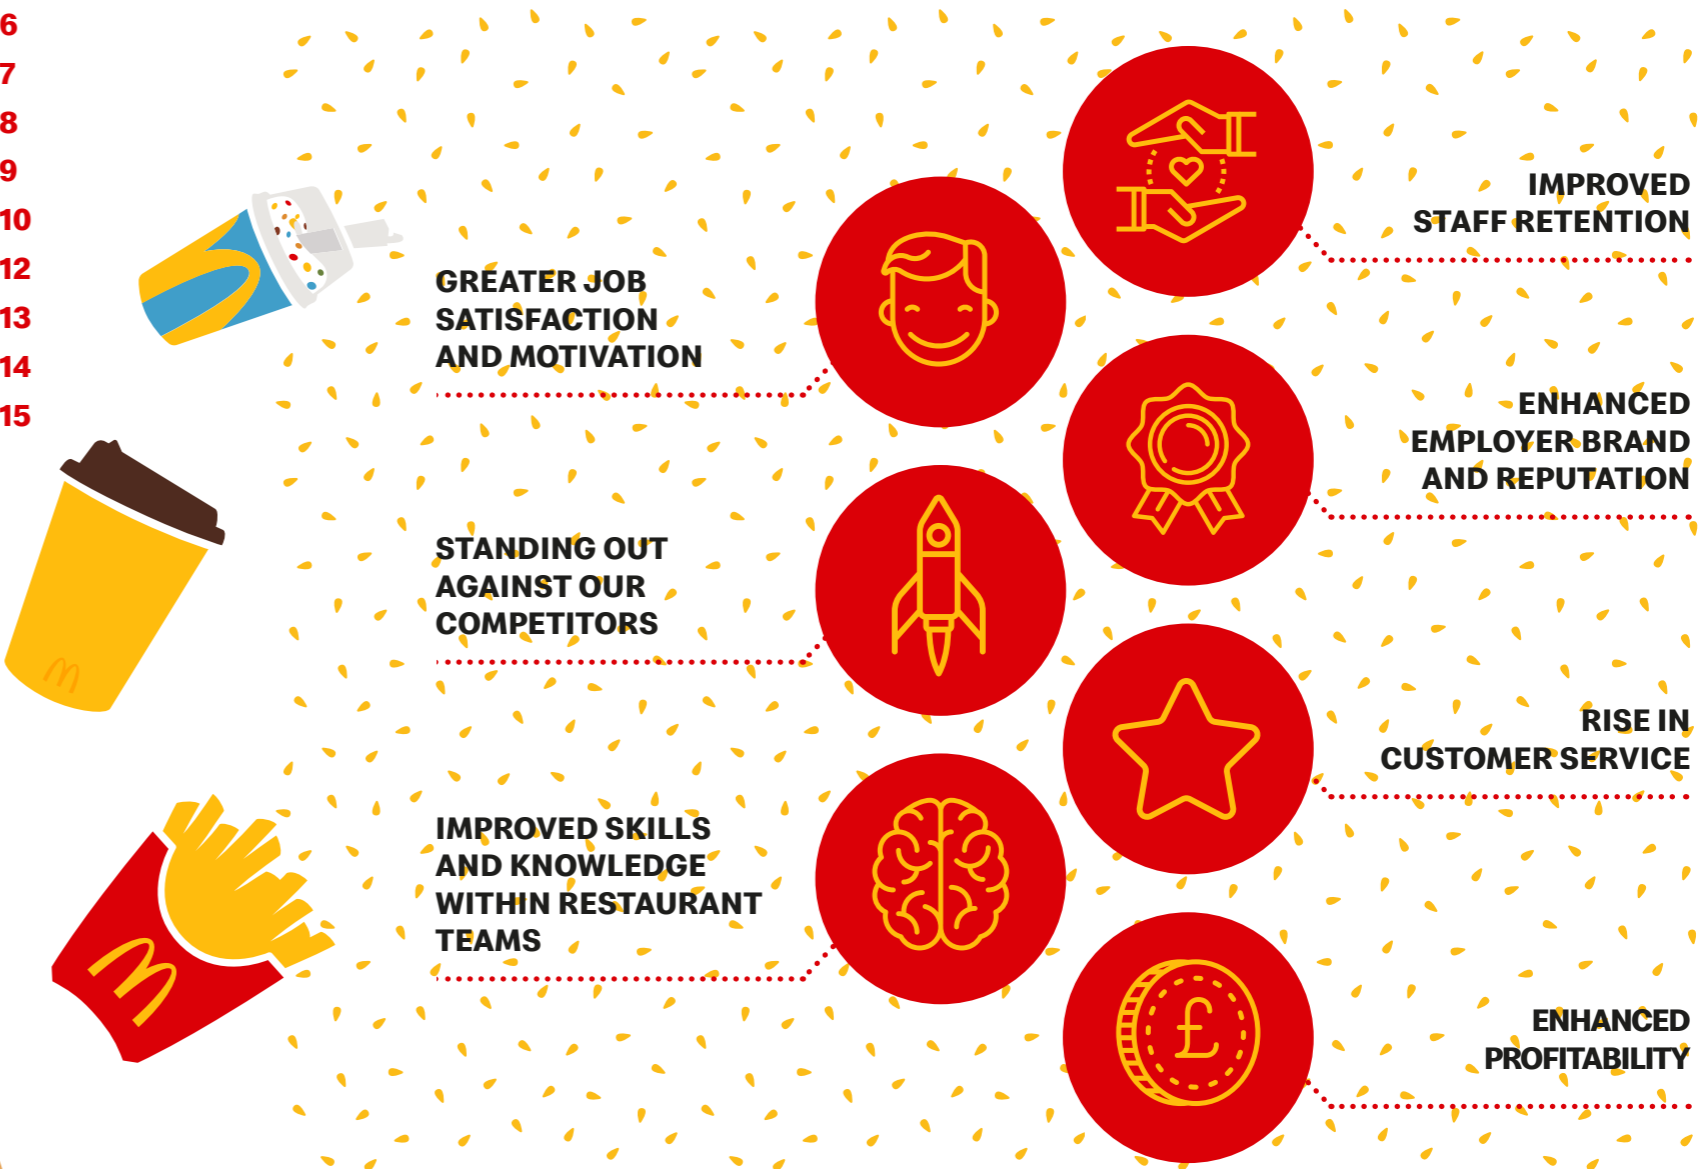 6
7
8
9
10
12
13
14
15
GREATER JOB
SATISFACTION
AND MOTIVATION
STANDING OUT
AGAINST OUR
COMPETITORS
IMPROVED SKILLS
AND KNOWLEDGE
WITHIN RESTAURANT
TEAMS
IMPROVED
STAFF RETENTION
ENHANCED
EMPLOYER BRAND
AND REPUTATION
RISE IN
CUSTOMER SERVICE
£
ENHANCED
PROFITABILITY